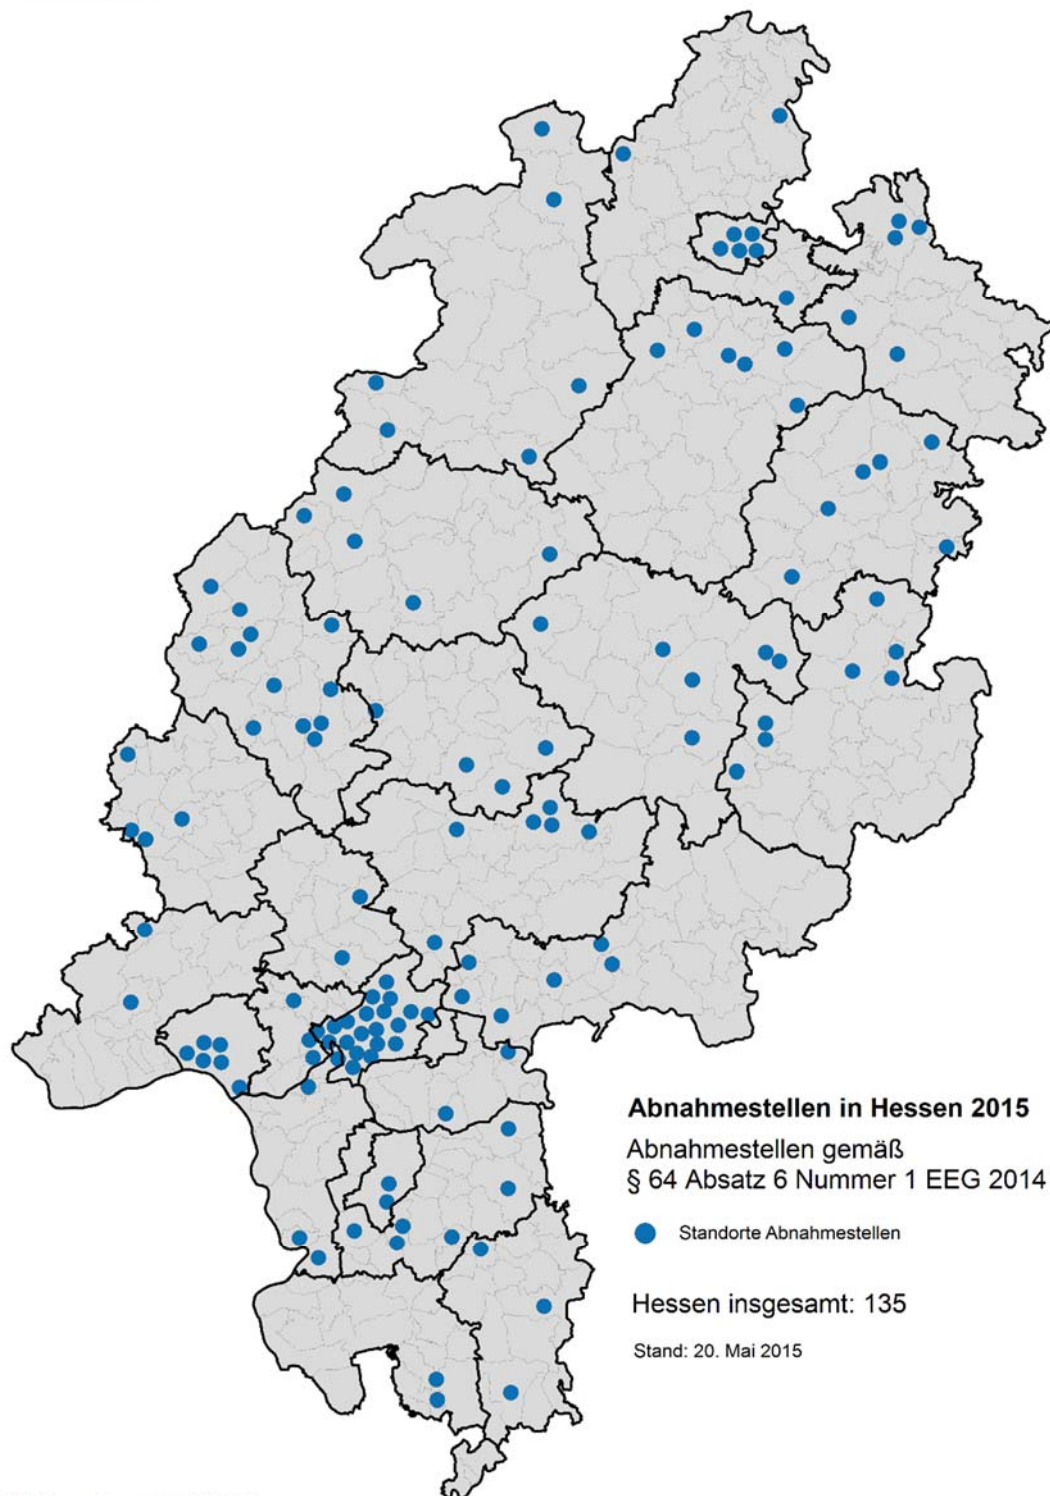 Abnahmestellen in Hessen 2015
Abnahmestellen gemäß
§ 64 Absatz 6 Nummer 1 EEG 2014
Standorte Abnahmestellen
Hessen insgesamt: 135
Stand: 20. Mai 2015